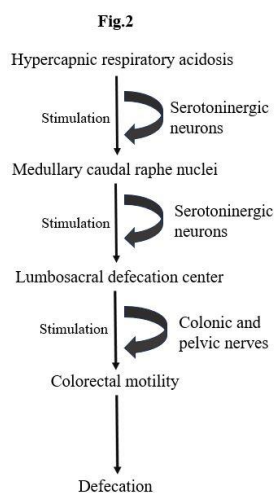 Fig.2
Hypercapnic respiratory acidosis
Stimulation
Serotoninergic
neurons
Medullary caudal raphe nuclei
Stimulation
Serotoninergic
neurons
Lumbosacral defecation center
Stimulation
Colonic and
pelvic nerves
Colorectal motility
Defecation